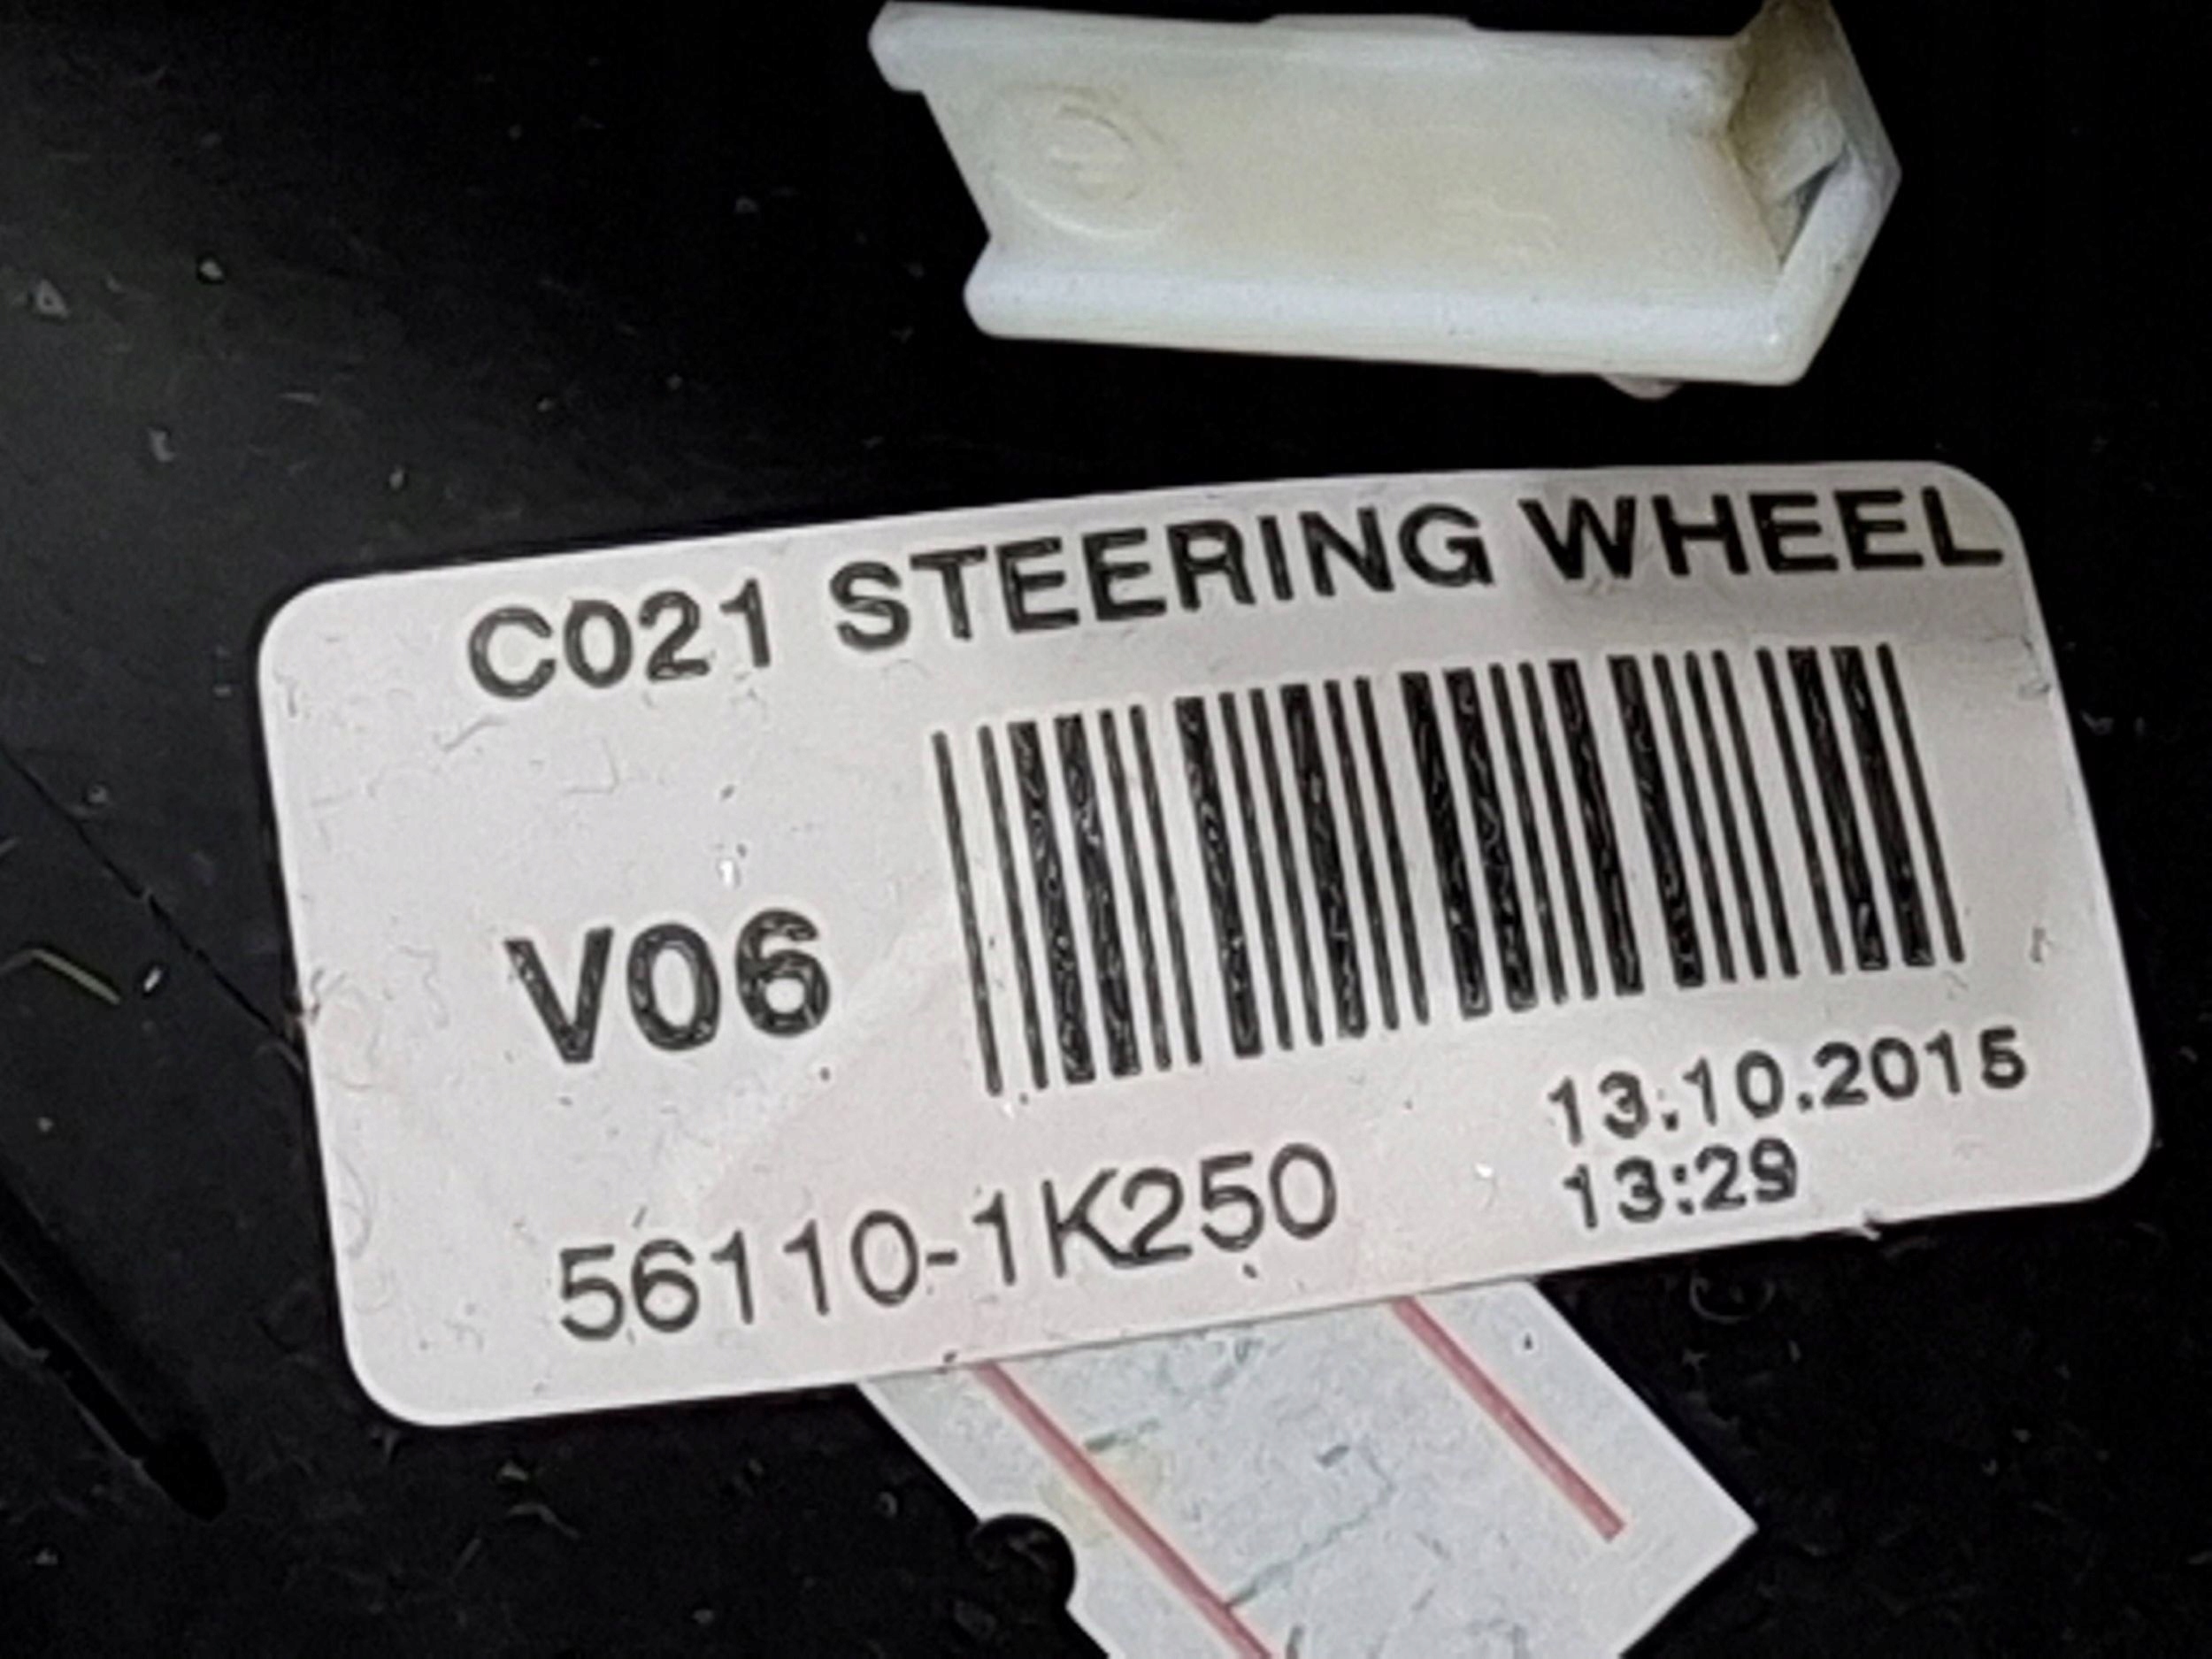 C021 STEERING WHEEL
V06
13.10.2015
13:29
56110-1K250